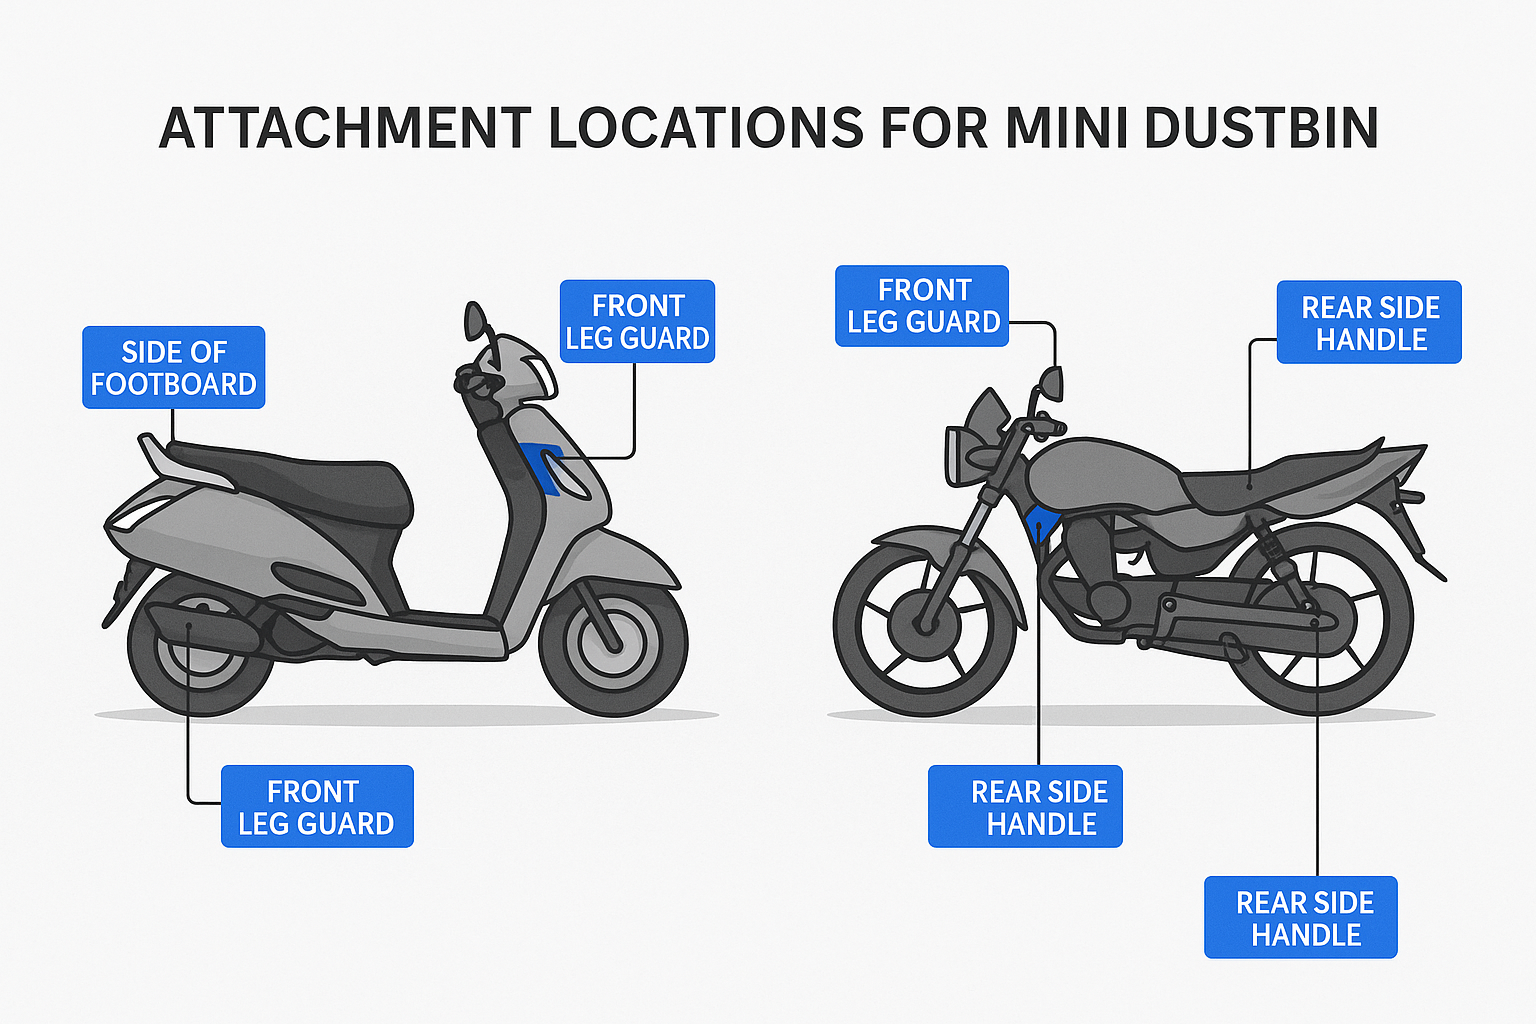 ATTACHMENT LOCATIONS FOR MINI DUSTBIN
SIDE OF
FOOTBOARD
FRONT
LEG GUARD
FRONT
LEG GUARD
FRONT
LEG GUARD
REAR SIDE
HANDLE
REAR SIDE
HANDLE
REAR SIDE
HANDLE